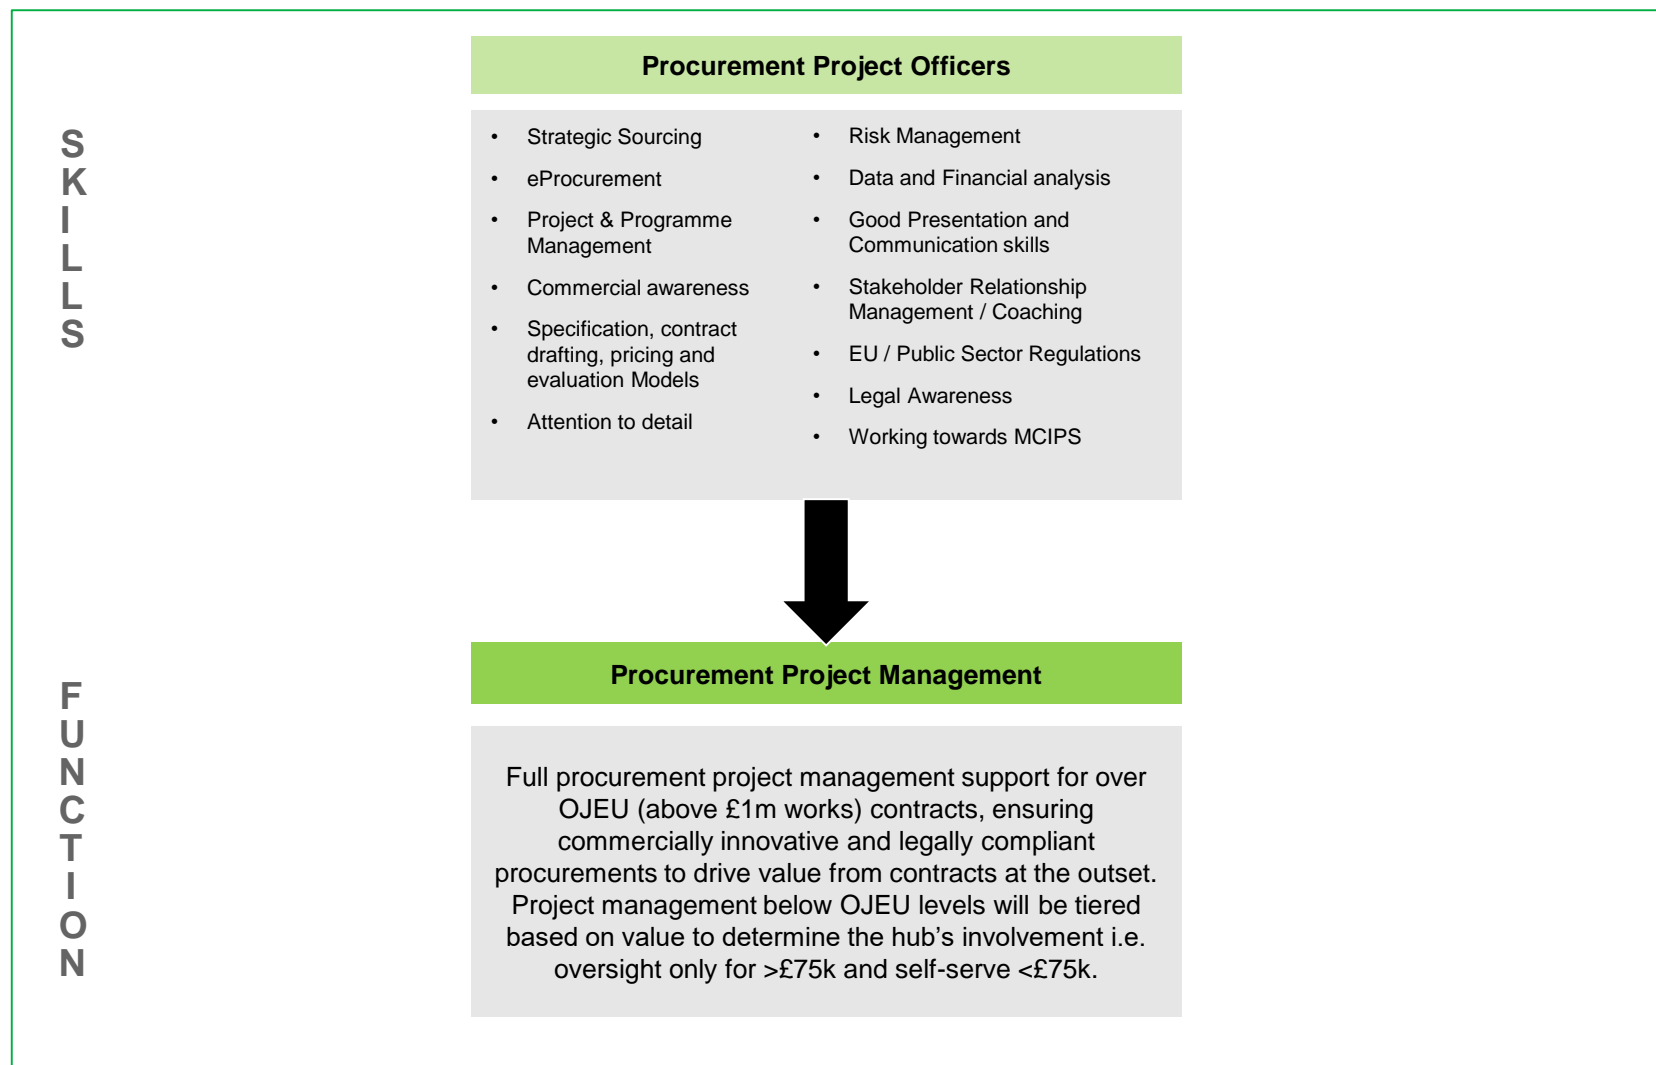 SKILLS
Procurement Project Officers
• Strategic Sourcing
• eProcurement
• Project & Programme
Management
• Commercial awareness
• Specification, contract
drafting, pricing and
evaluation Models
• Attention to detail
• Risk Management
• Data and Financial analysis
• Good Presentation and
Communication skills
• Stakeholder Relationship
Management / Coaching
• EU / Public Sector Regulations
• Legal Awareness
• Working towards MCIPS
FUNCTION
Procurement Project Management
Full procurement project management support for over
OJEU (above £1m works) contracts, ensuring
commercially innovative and legally compliant
procurements to drive value from contracts at the outset.
Project management below OJEU levels will be tiered
based on value to determine the hub’s involvement i.e.
oversight only for >£75k and self-serve <£75k.